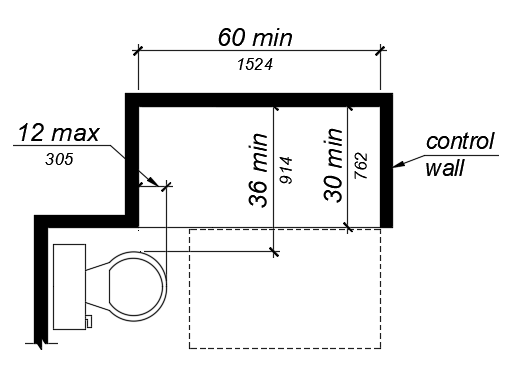 60 min
1524
12 max
305
36 min
914
30 min
762
control
wall